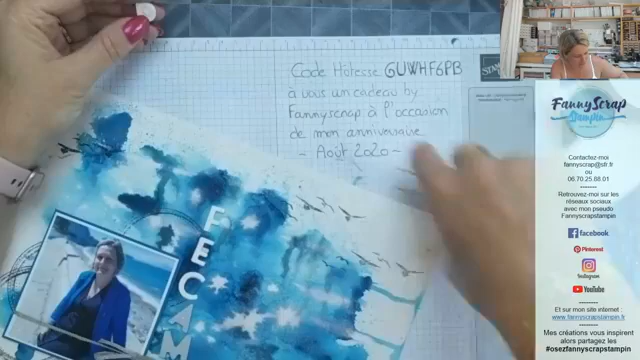 Code Hôtesse GUWHF6PB
à vous un cadeau by
Fannyscrap à l'occasion
de mon anniversaire
- Août 2020 -
STAM
FECAM
FannyScrap
Stampin
Contactez-moi
fannyscrap@sfr.fr
ou
06.70.25.68.01
--------
Retrouvez-moi sur les
réseaux sociaux
avec mon pseudo
Fannyscrapstampin
facebook
Pinterest
Instagram
YouTube
--------
Et sur mon site internet :
www.fannyscrapstampin.fr
--------
Mes créations vous inspirent
alors partagez les
#osezfannyscrapstampin